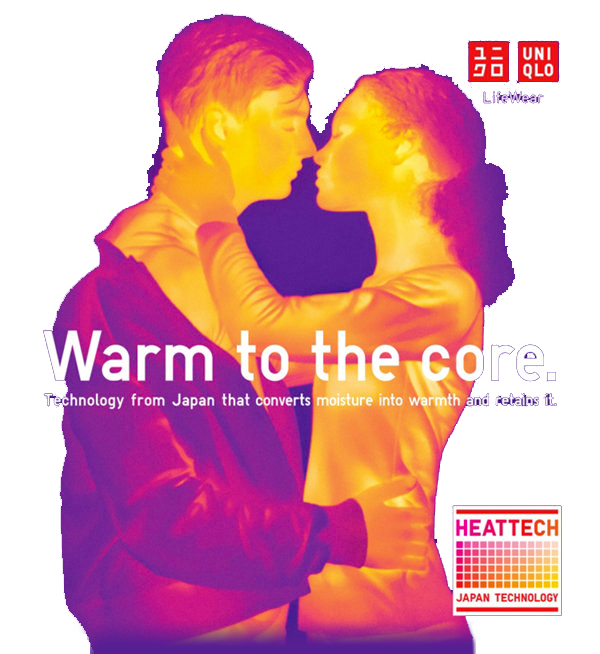 ユニ UNI
クロ QLO
LifeWear
Warm to the core.
Technology from Japan that converts moisture into warmth and retains it.
HEATTECH
JAPAN TECHNOLOGY